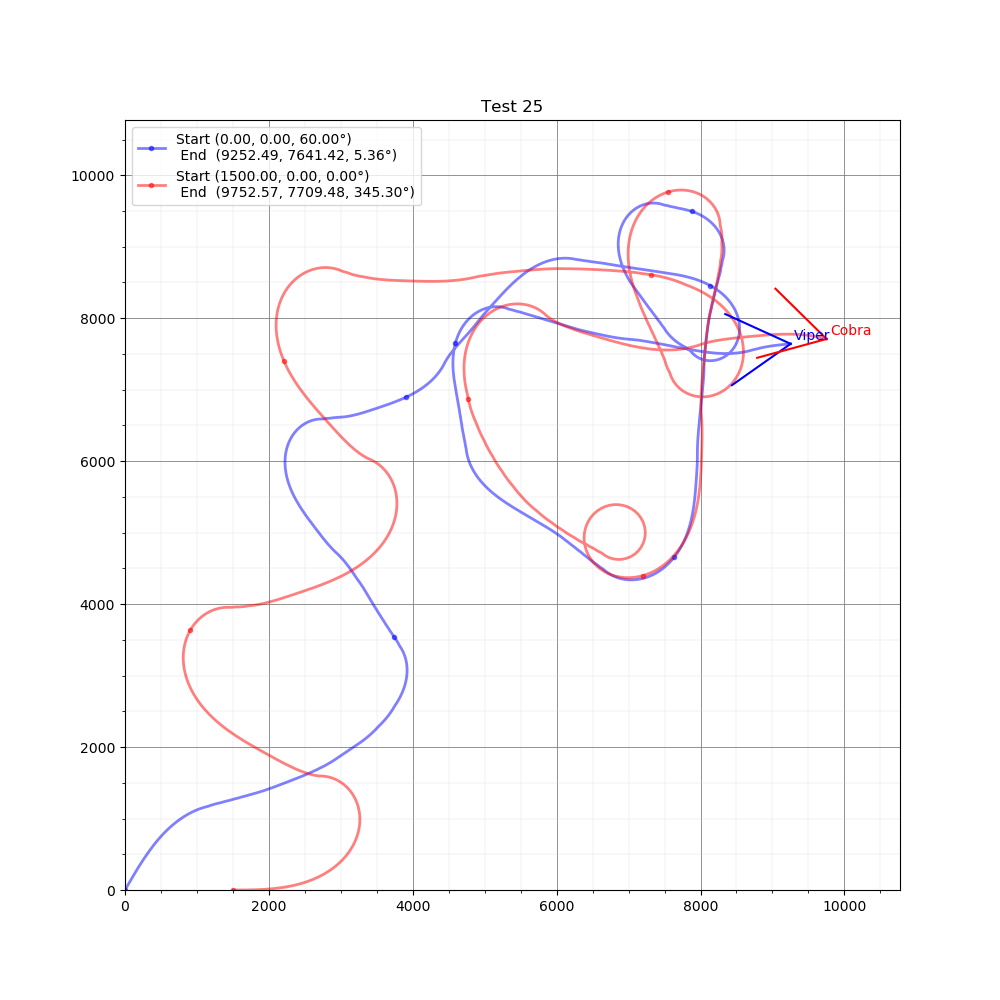 Test 25
Start (0.00, 0.00, 60.00°)
End (9252.49, 7641.42, 5.36°)
Start (1500.00, 0.00, 0.00°)
End (9752.57, 7709.48, 345.30°)
10000
8000
6000
4000
2000
0
Viper
Cobra
0 2000 4000 6000 8000 10000